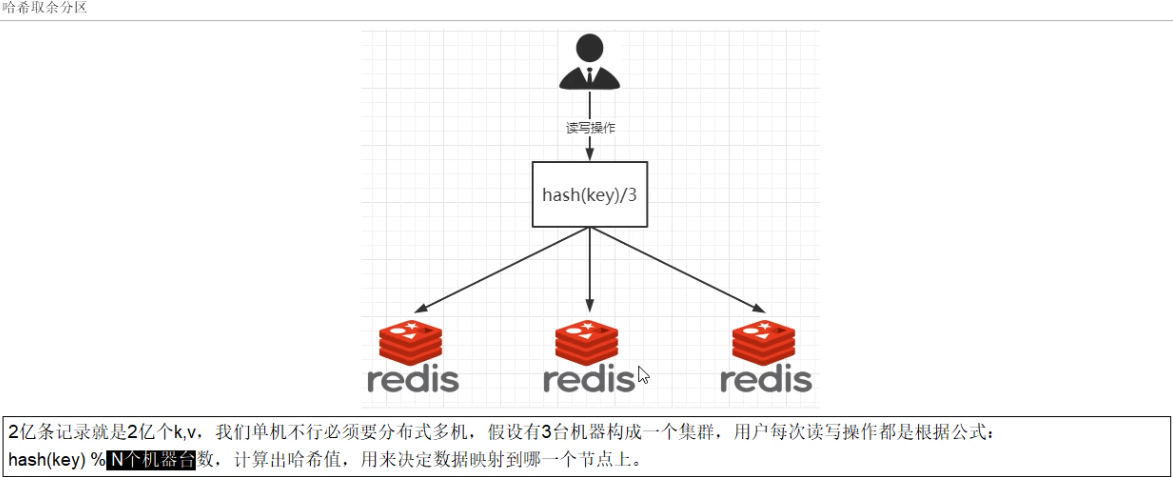 哈希取余分区
读写操作
hash(key)/3
redis
redis
redis
2亿条记录就是2亿个k,v，我们单机不行必须要分布式多机，假设有3台机器构成一个集群，用户每次读写操作都是根据公式：
hash(key) % N个机器台数，计算出哈希值，用来决定数据映射到哪一个节点上。